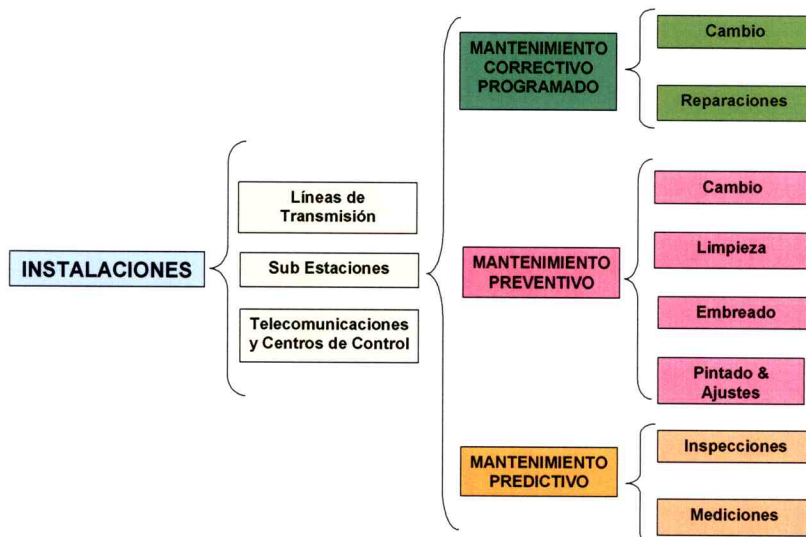 INSTALACIONES
Líneas de
Transmisión
Sub Estaciones
Telecomunicaciones
y Centros de Control
MANTENIMIENTO
CORRECTIVO
PROGRAMADO
Cambio
Reparaciones
MANTENIMIENTO
PREVENTIVO
Cambio
Limpieza
Embreado
Pintado &
Ajustes
MANTENIMIENTO
PREDICTIVO
Inspecciones
Mediciones